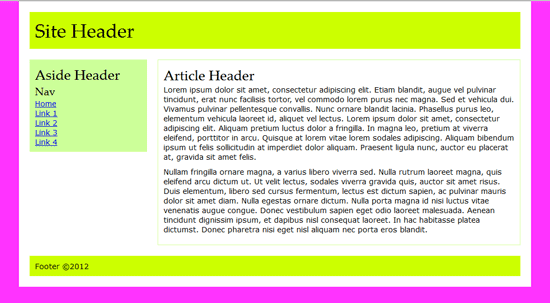 Site Header
Aside Header
Nav
Home
Link 1
Link 2
Link 3
Link 4
Article Header
Lorem ipsum dolor sit amet, consectetur adipiscing elit. Etiam blandit, augue vel pulvinar
tincidunt, erat nunc facilisis tortor, vel commodo lorem purus nec magna. Sed et vehicula dui.
Vivamus pulvinar pellentesque convallis. Nunc ornare blandit lacinia. Phasellus purus leo,
elementum vehicula laoreet id, aliquet vel lectus. Lorem ipsum dolor sit amet, consectetur
adipiscing elit. Aliquam pretium luctus dolor a fringilla. In magna leo, pretium at viverra
eleifend, porttitor in arcu. Quisque at lorem vitae lorem sodales adipiscing. Aliquam bibendum
ipsum ut felis sollicitudin at imperdiet dolor aliquam. Praesent ligula nunc, auctor eu placerat
at, gravida sit amet felis.
Nullam fringilla ornare magna, a varius libero viverra sed. Nulla rutrum laoreet magna, quis
eleifend arcu dictum ut. Ut velit lectus, sodales viverra gravida quis, auctor sit amet risus.
Duis elementum, libero sed cursus fermentum, lectus est dictum sapien, ac pulvinar mauris
dolor sit amet diam. Nulla egestas ornare dictum. Nulla porta magna id nisi luctus vitae
venenatis augue congue. Donec vestibulum sapien eget odio laoreet malesuada. Aenean
tincidunt dignissim ipsum, et dapibus nisl consequat laoreet. In hac habitasse platea
dictumst. Donec pharetra nisi eget nisl aliquam nec porta eros blandit.
Footer ©2012